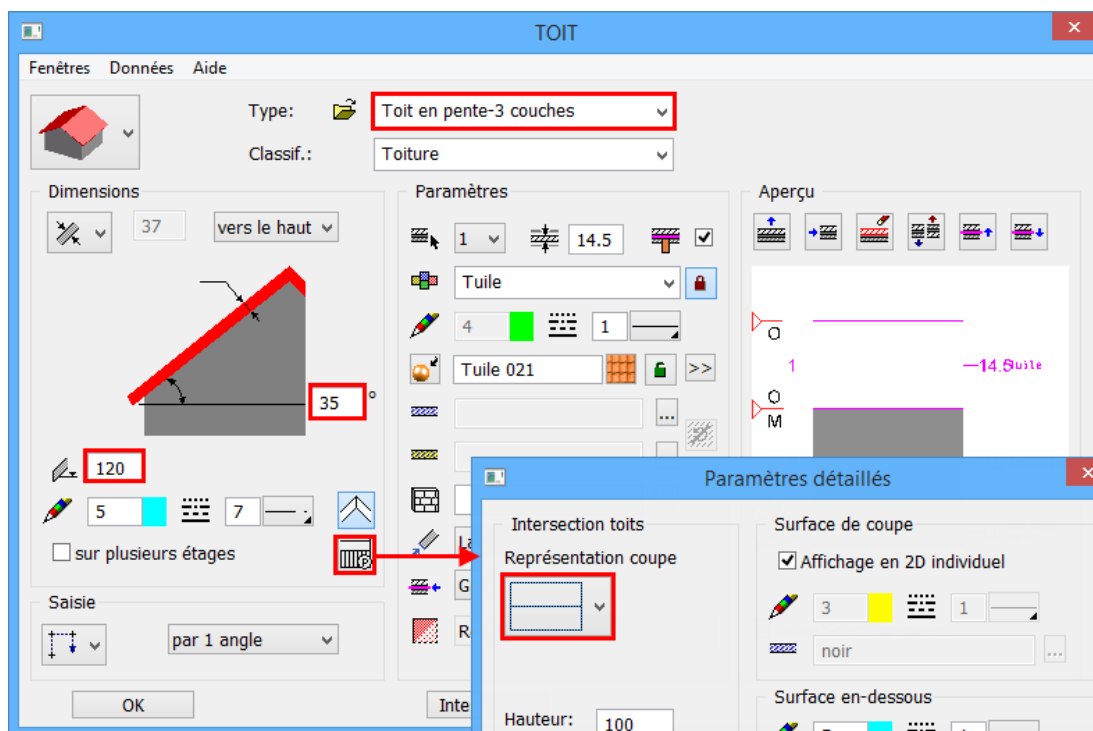 TOIT
Fenêtres Données Aide
Type: Toit en pente-3 couches
Classif.: Toiture
Dimensions
37 vers le haut
35 °
120
5 7
sur plusieurs étages
Saisie
par 1 angle
OK
Paramètres
1 14.5
Tuile
4 1
Tuile 021 >>
...
Aperçu
O
1 14.5
O
M
Paramètres détaillés
Intersection toits
Représentation coupe
Hauteur: 100
Surface de coupe
Affichage en 2D individuel
3 1
noir ...
Surface en-dessous